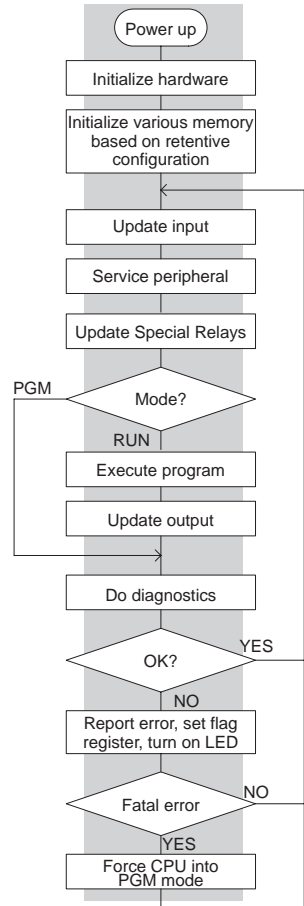 Power up
Initialize hardware
Initialize various memory
based on retentive
configuration
Update input
Service peripheral
Update Special Relays
PGM
Mode?
RUN
Execute program
Update output
Do diagnostics
YES
OK?
NO
Report error, set flag
register, turn on LED
NO
Fatal error
YES
Force CPU into
PGM mode